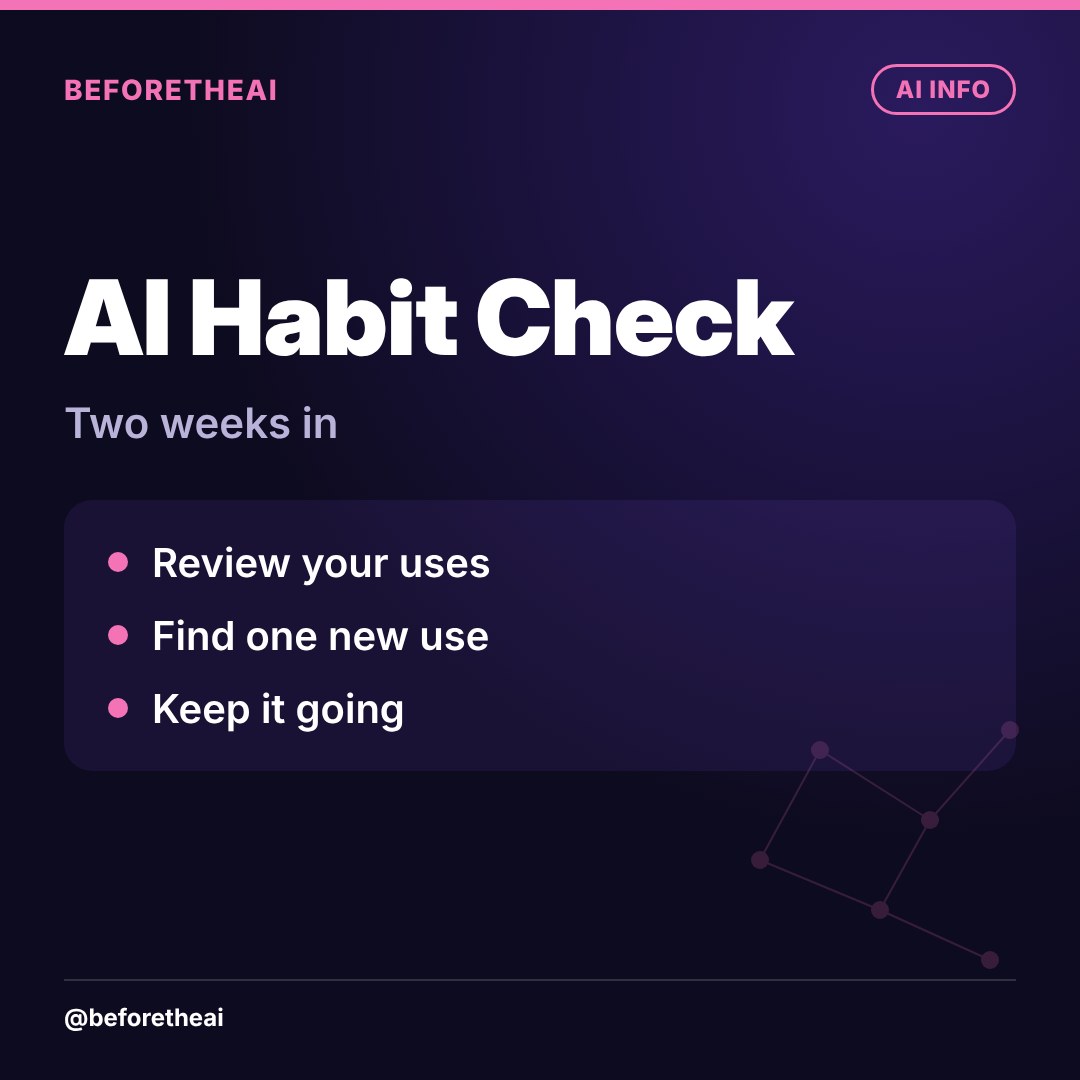 BEFORETHEAI
AI INFO
AI Habit Check
Two weeks in
Review your uses
Find one new use
Keep it going
@beforetheai